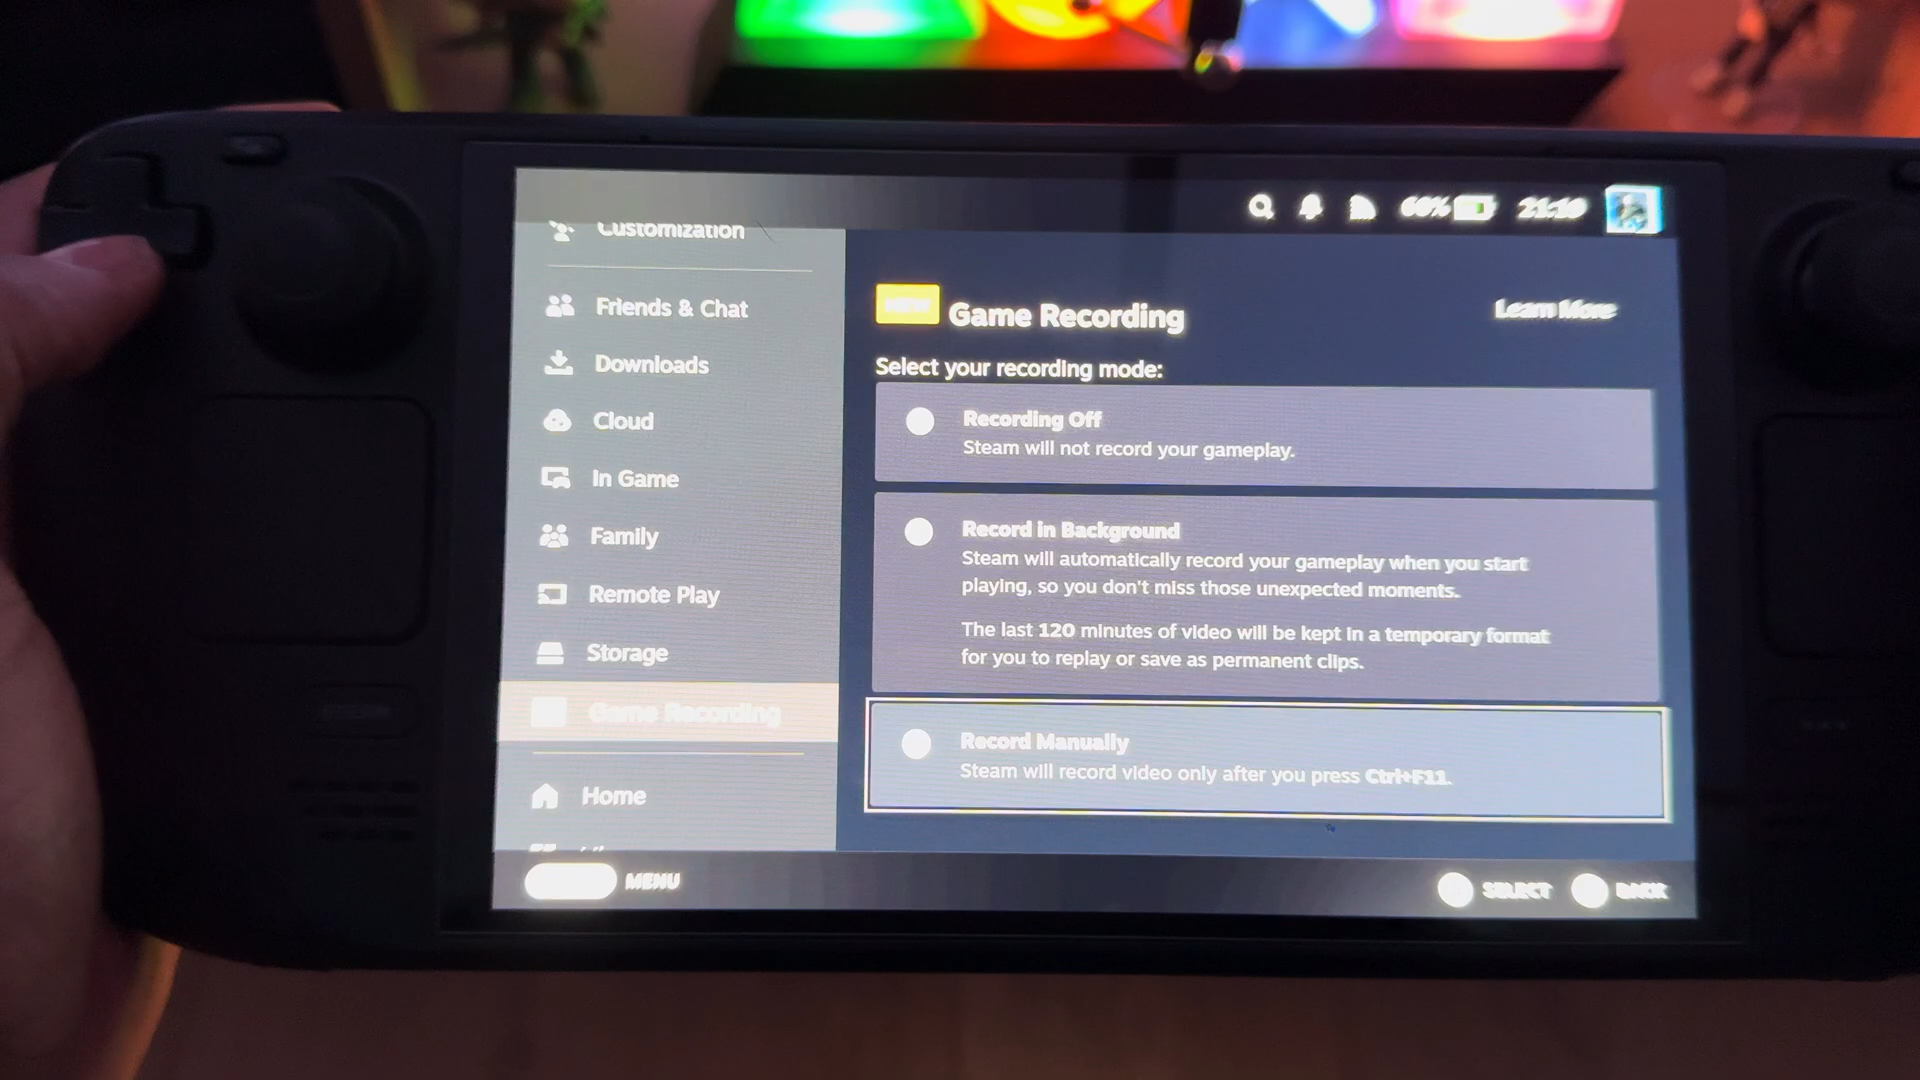 60%
21:10
Customization
Friends & Chat
Downloads
Cloud
In Game
Family
Remote Play
Storage
Game Recording
Home
MENU
Game Recording
Learn More
Select your recording mode:
Recording Off
Steam will not record your gameplay.
Record in Background
Steam will automatically record your gameplay when you start
playing, so you don't miss those unexpected moments.
The last 120 minutes of video will be kept in a temporary format
for you to replay or save as permanent clips.
Record Manually
Steam will record video only after you press Ctrl+F11.
SELECT
BACK